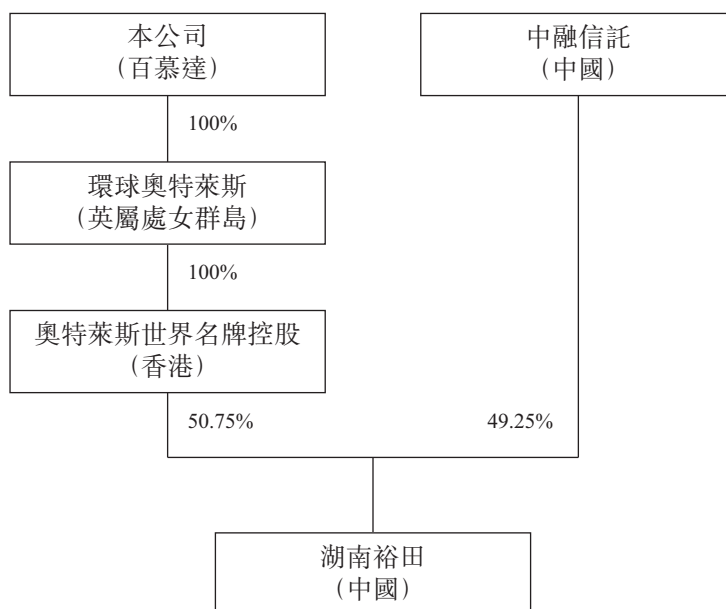 本公司
（百慕達）
中融信託
（中國）
100%
環球奧特萊斯
（英屬處女群島）
100%
奧特萊斯世界名牌控股
（香港）
50.75%
49.25%
湖南裕田
（中國）